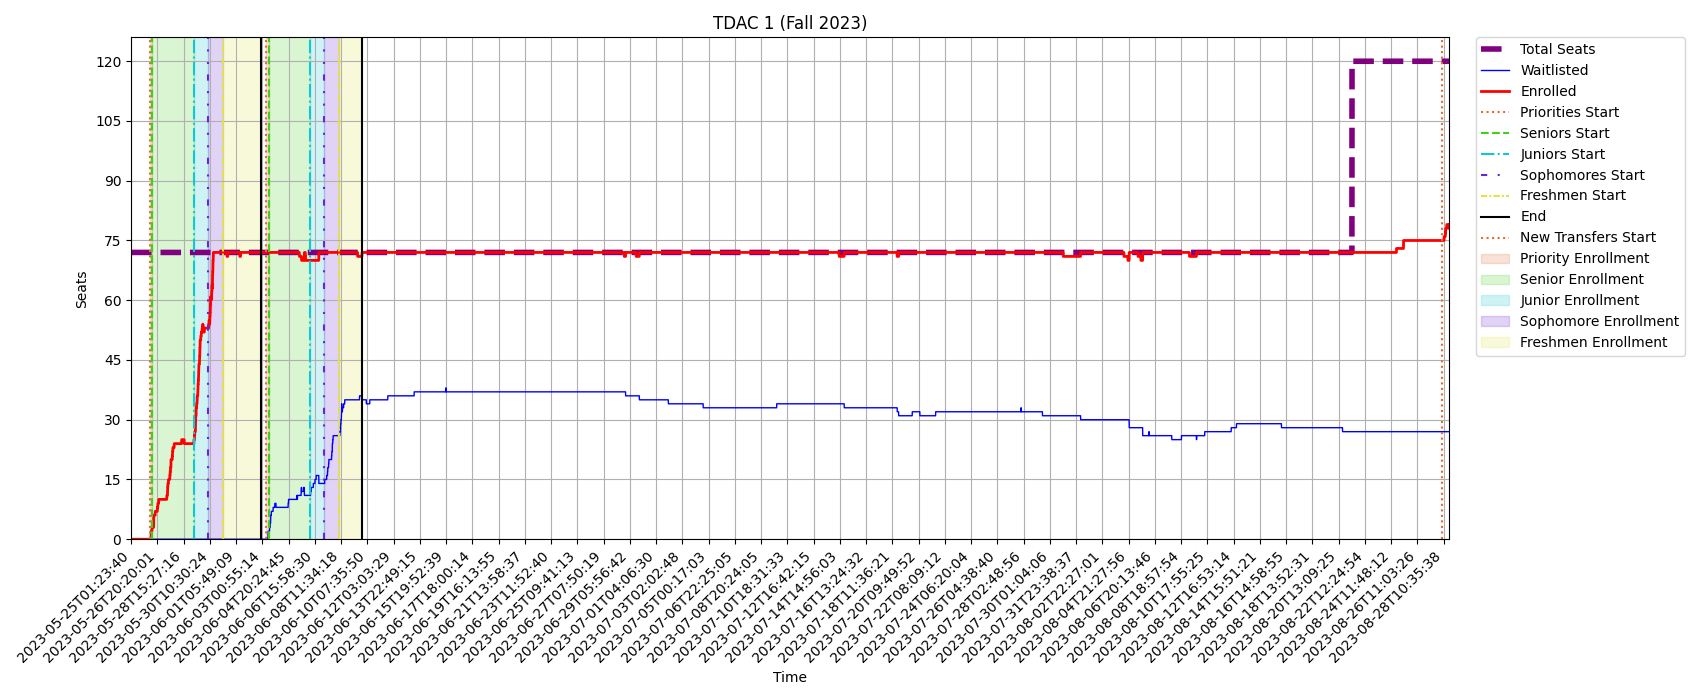 TDAC 1 (Fall 2023)
Seats
120
105
90
75
60
45
30
15
0
2023-05-25T01:23:40
2023-05-26T20:20:01
2023-05-28T15:27:16
2023-05-30T10:30:24
2023-06-01T05:49:09
2023-06-03T00:55:14
2023-06-04T20:24:45
2023-06-06T15:58:30
2023-06-08T11:34:18
2023-06-10T07:35:50
2023-06-12T03:03:29
2023-06-13T22:49:15
2023-06-15T19:52:39
2023-06-17T18:00:14
2023-06-19T16:13:55
2023-06-21T13:58:37
2023-06-23T11:52:40
2023-06-25T09:41:13
2023-06-27T07:50:19
2023-06-29T05:56:42
2023-07-01T04:06:30
2023-07-03T02:02:48
2023-07-05T00:17:03
2023-07-06T22:25:05
2023-07-08T20:24:05
2023-07-10T18:31:33
2023-07-12T16:42:15
2023-07-14T14:56:03
2023-07-16T13:24:32
2023-07-18T11:36:21
2023-07-20T09:49:52
2023-07-22T08:09:12
2023-07-24T06:20:04
2023-07-26T04:38:40
2023-07-28T02:48:56
2023-07-30T01:04:06
2023-07-31T23:38:37
2023-08-02T22:27:01
2023-08-04T21:27:56
2023-08-06T20:13:46
2023-08-08T18:57:54
2023-08-10T17:55:25
2023-08-12T16:53:14
2023-08-14T15:51:21
2023-08-16T14:58:55
2023-08-18T13:52:31
2023-08-20T13:09:25
2023-08-22T12:24:54
2023-08-24T11:48:12
2023-08-26T11:03:26
2023-08-28T10:35:38
Time
Total Seats
Waitlisted
Enrolled
Priorities Start
Seniors Start
Juniors Start
Sophomores Start
Freshmen Start
End
New Transfers Start
Priority Enrollment
Senior Enrollment
Junior Enrollment
Sophomore Enrollment
Freshmen Enrollment